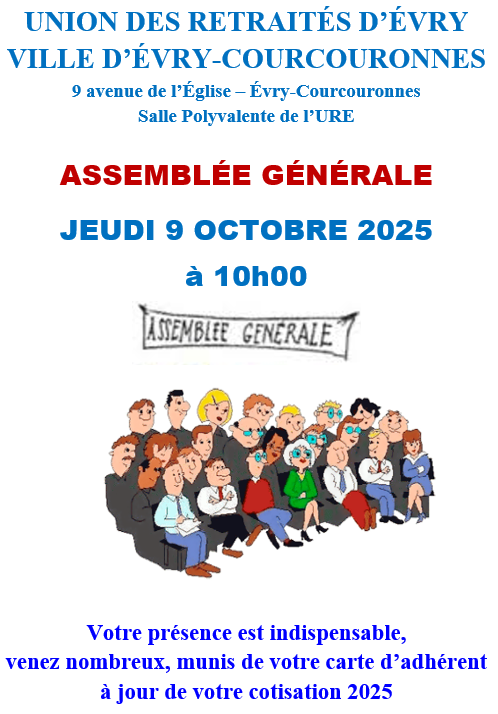 UNION DES RETRAITÉS D’ÉVRY
VILLE D’ÉVRY-COURCOURONNES
9 avenue de l’Église – Évry-Courcouronnes
Salle Polyvalente de l’URE
ASSEMBLÉE GÉNÉRALE
JEUDI 9 OCTOBRE 2025
à 10h00
ASSEMBLEE GENERALE
Votre présence est indispensable,
venez nombreux, munis de votre carte d’adhérent
à jour de votre cotisation 2025